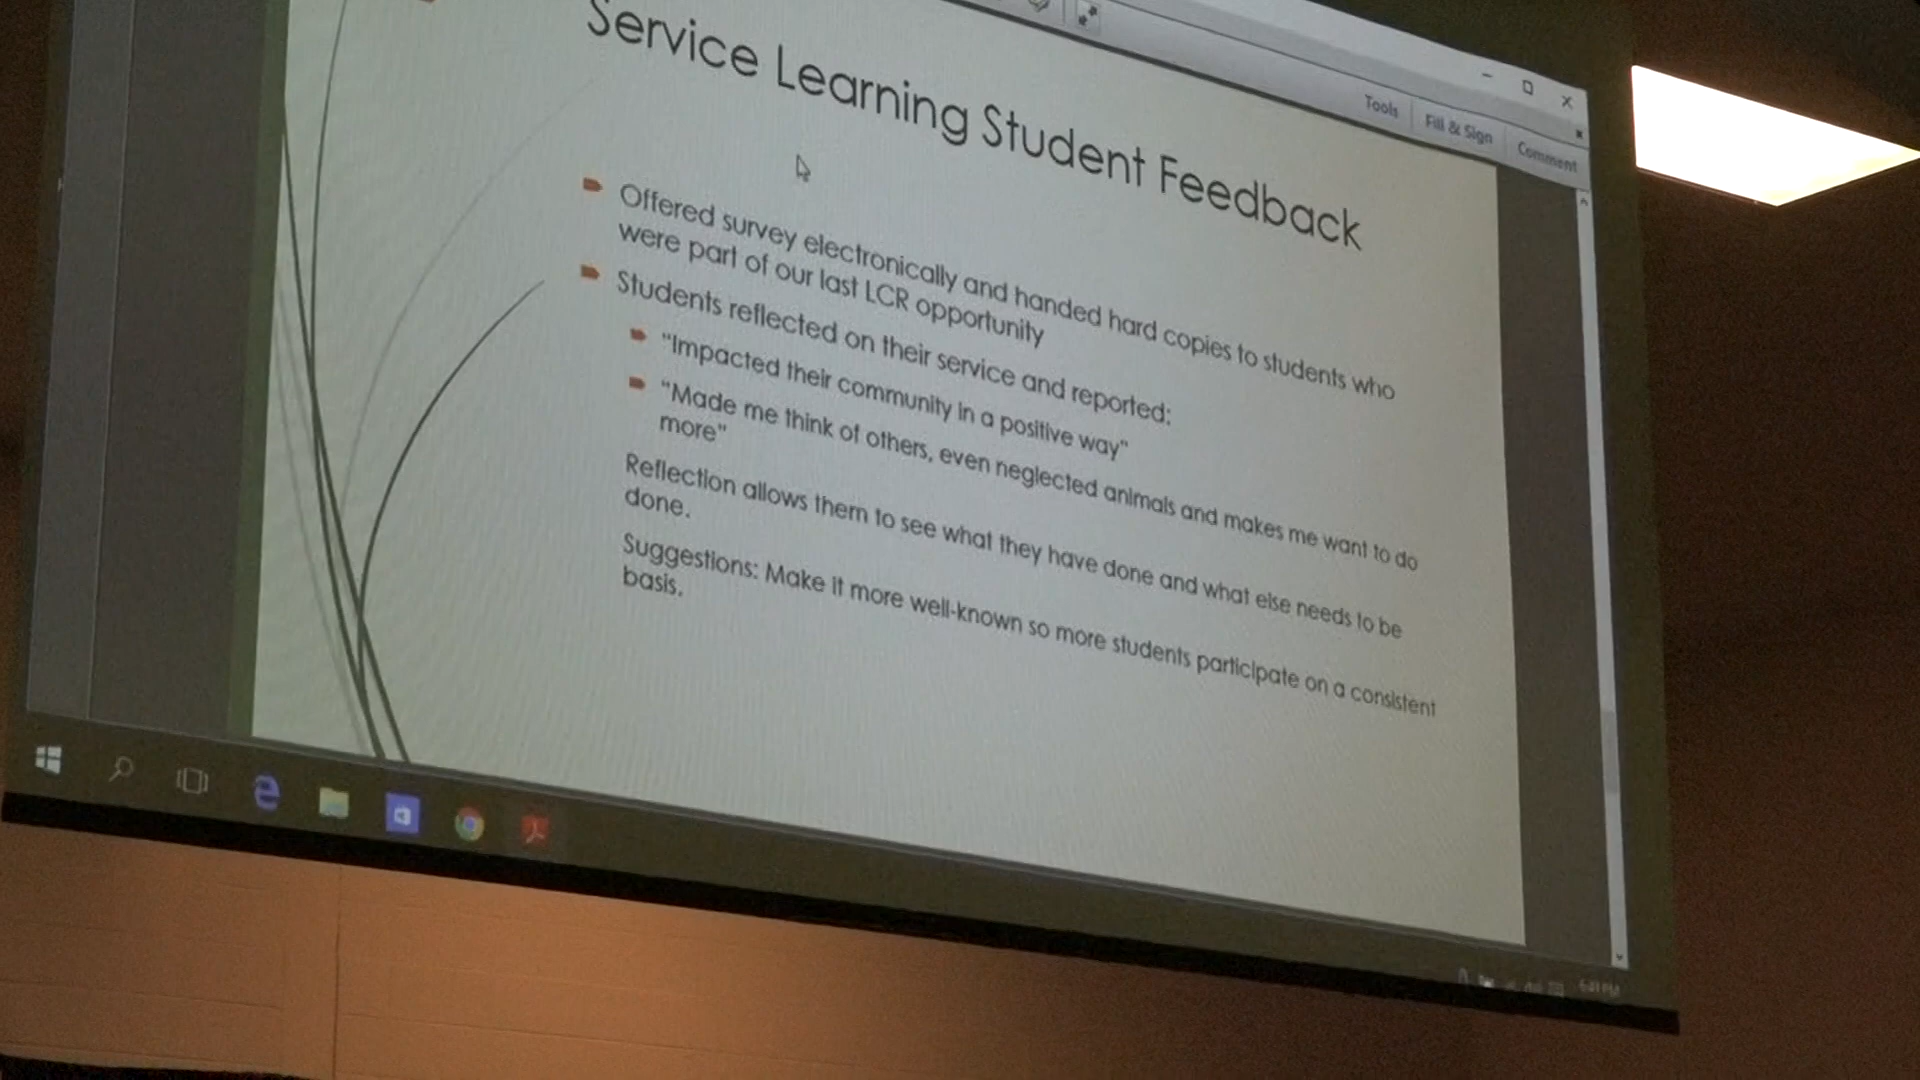 Service Learning Student Feedback
Tools
Fill & Sign
Comment
Offered survey electronically and handed hard copies to students who
were part of our last LCR opportunity
Students reflected on their service and reported:
"Impacted their community in a positive way"
"Made me think of others, even neglected animals and makes me want to do
more"
Reflection allows them to see what they have done and what else needs to be
done.
Suggestions: Make it more well-known so more students participate on a consistent
basis.